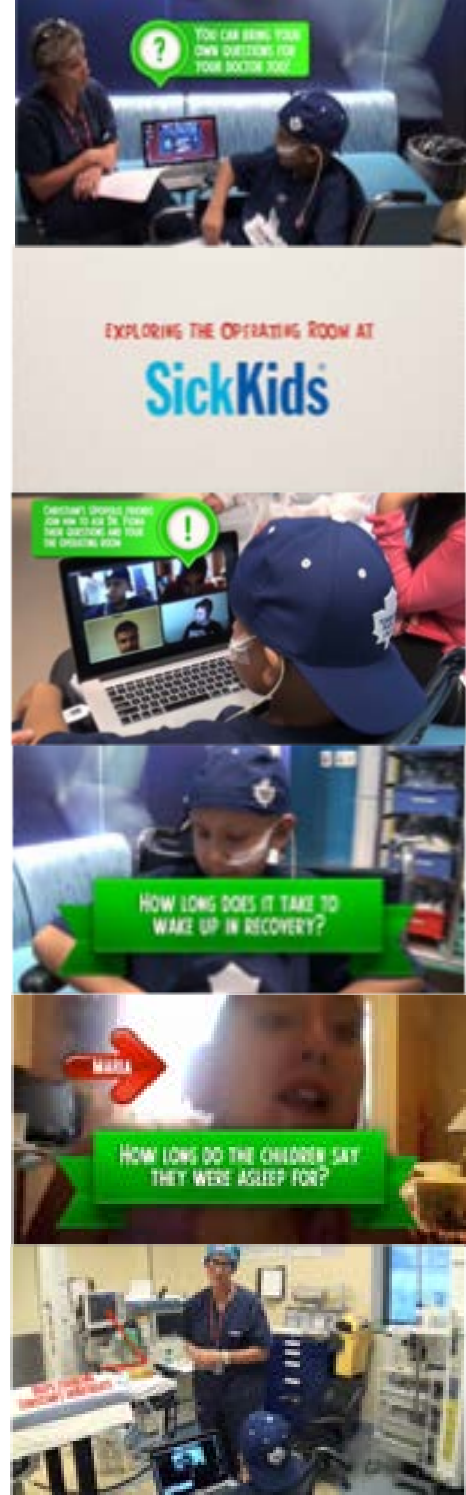 ?
YOU CAN BRING YOUR
OWN QUESTIONS FOR
YOUR DOCTOR TOO!
EXPLORING THE OPERATING ROOM AT
SickKids
CHRISTIAN'S UPOPOLIS FRIENDS
JOIN HIM TO ASK DR. FIONA
THEIR QUESTIONS AND TOUR
THE OPERATING ROOM
!
HOW LONG DOES IT TAKE TO
WAKE UP IN RECOVERY?
MARIA
HOW LONG DO THE CHILDREN SAY
THEY WERE ASLEEP FOR?